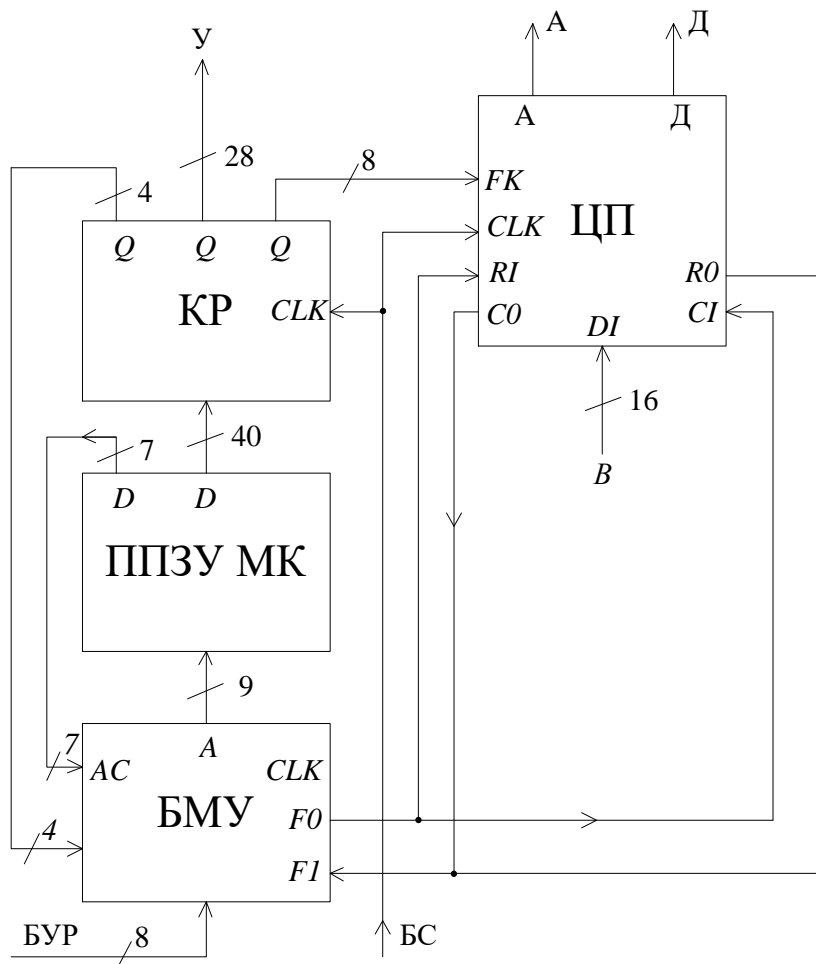 У
А
Д
28
4
8
А
Д
FK
CLK
RI
C0
ЦП
R0
CI
DI
Q
Q
Q
КР
CLK
16
B
40
7
D
D
ППЗУ МК
9
7
AC
A
CLK
БМУ
F0
4
F1
БУР
8
БС